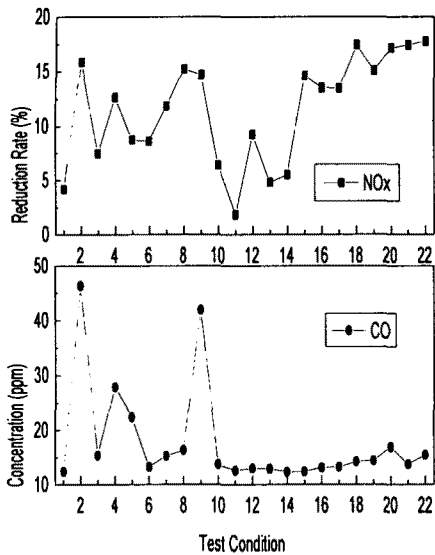 20
15
10
5
0
Reduction Rate (%)
NOx
2 4 6 8 10 12 14 16 18 20 22
50
40
30
20
10
Concentration (ppm)
CO
2 4 6 8 10 12 14 16 18 20 22
Test Condition